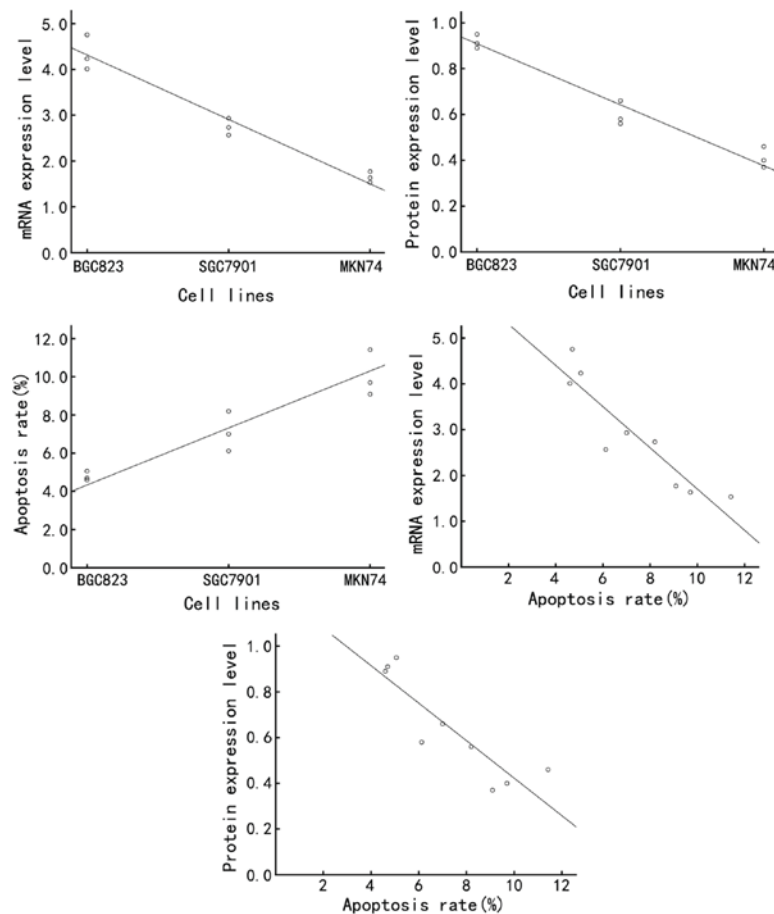 mRNA expression level
5.0
4.0
3.0
2.0
1.0
0.0
BGC823 SGC7901 MKN74
Cell lines
Protein expression level
1.0
0.8
0.6
0.4
0.2
0.0
BGC823 SGC7901 MKN74
Cell lines
Apoptosis rate(%)
12.0
10.0
8.0
6.0
4.0
2.0
0.0
BGC823 SGC7901 MKN74
Cell lines
mRNA expression level
5.0
4.0
3.0
2.0
1.0
0.0
2 4 6 8 10 12
Apoptosis rate(%)
Protein expression level
1.0
0.8
0.6
0.4
0.2
0.0
2 4 6 8 10 12
Apoptosis rate(%)